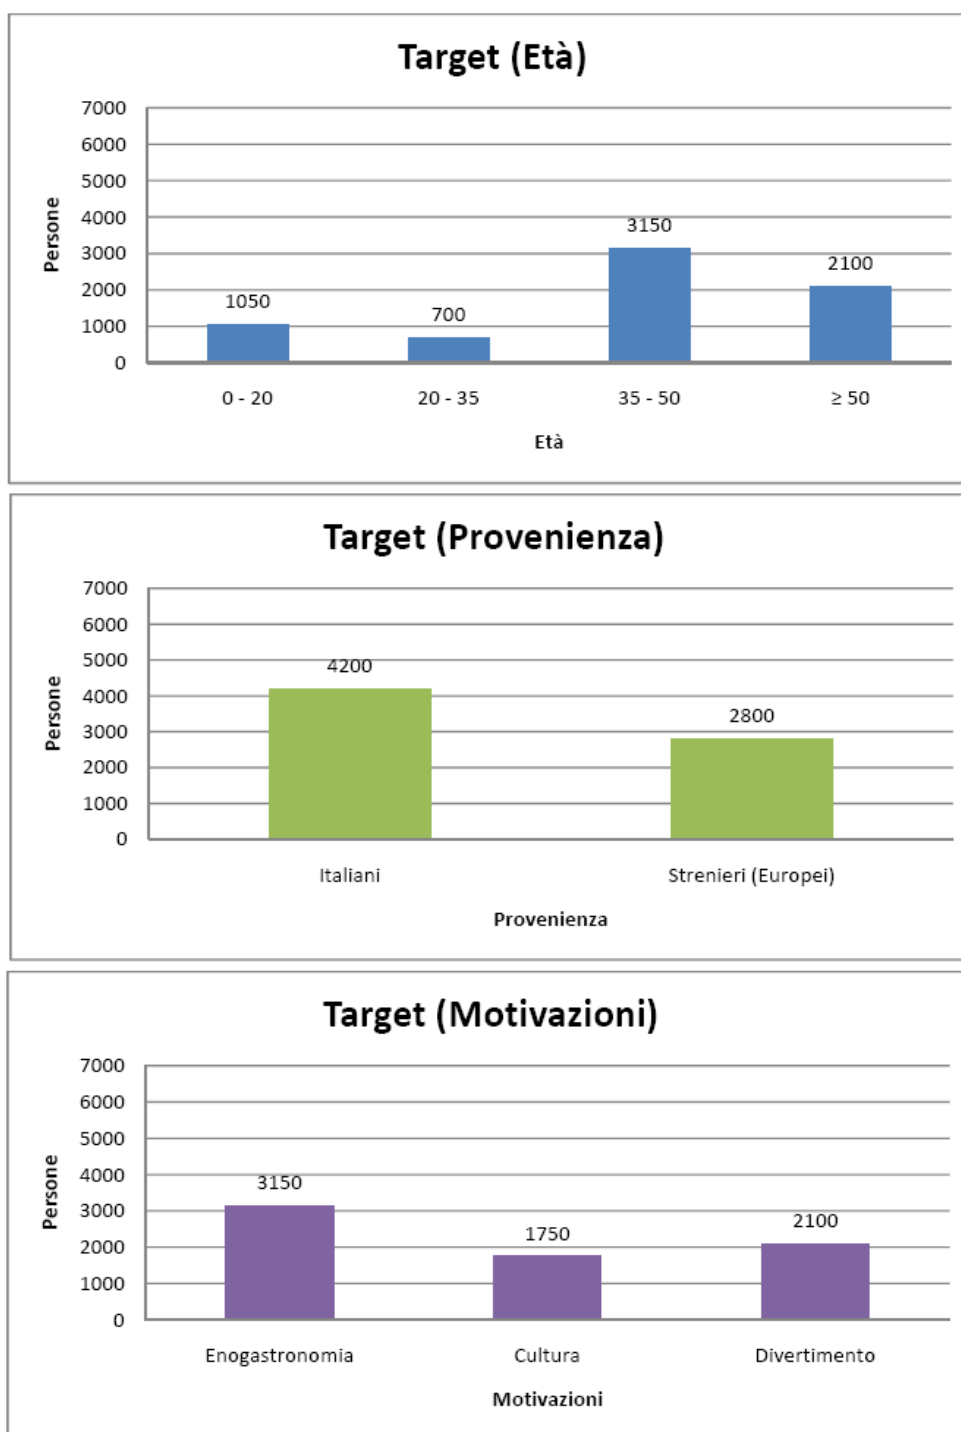 Target (Età)
7000
6000
5000
4000
3000
2000
1000
0
Persone
1050
700
3150
2100
0 - 20
20 - 35
35 - 50
≥ 50
Età
Target (Provenienza)
7000
6000
5000
4000
3000
2000
1000
0
Persone
4200
2800
Italiani
Strenieri (Europei)
Provenienza
Target (Motivazioni)
7000
6000
5000
4000
3000
2000
1000
0
Persone
3150
1750
2100
Enogastronomia
Cultura
Divertimento
Motivazioni